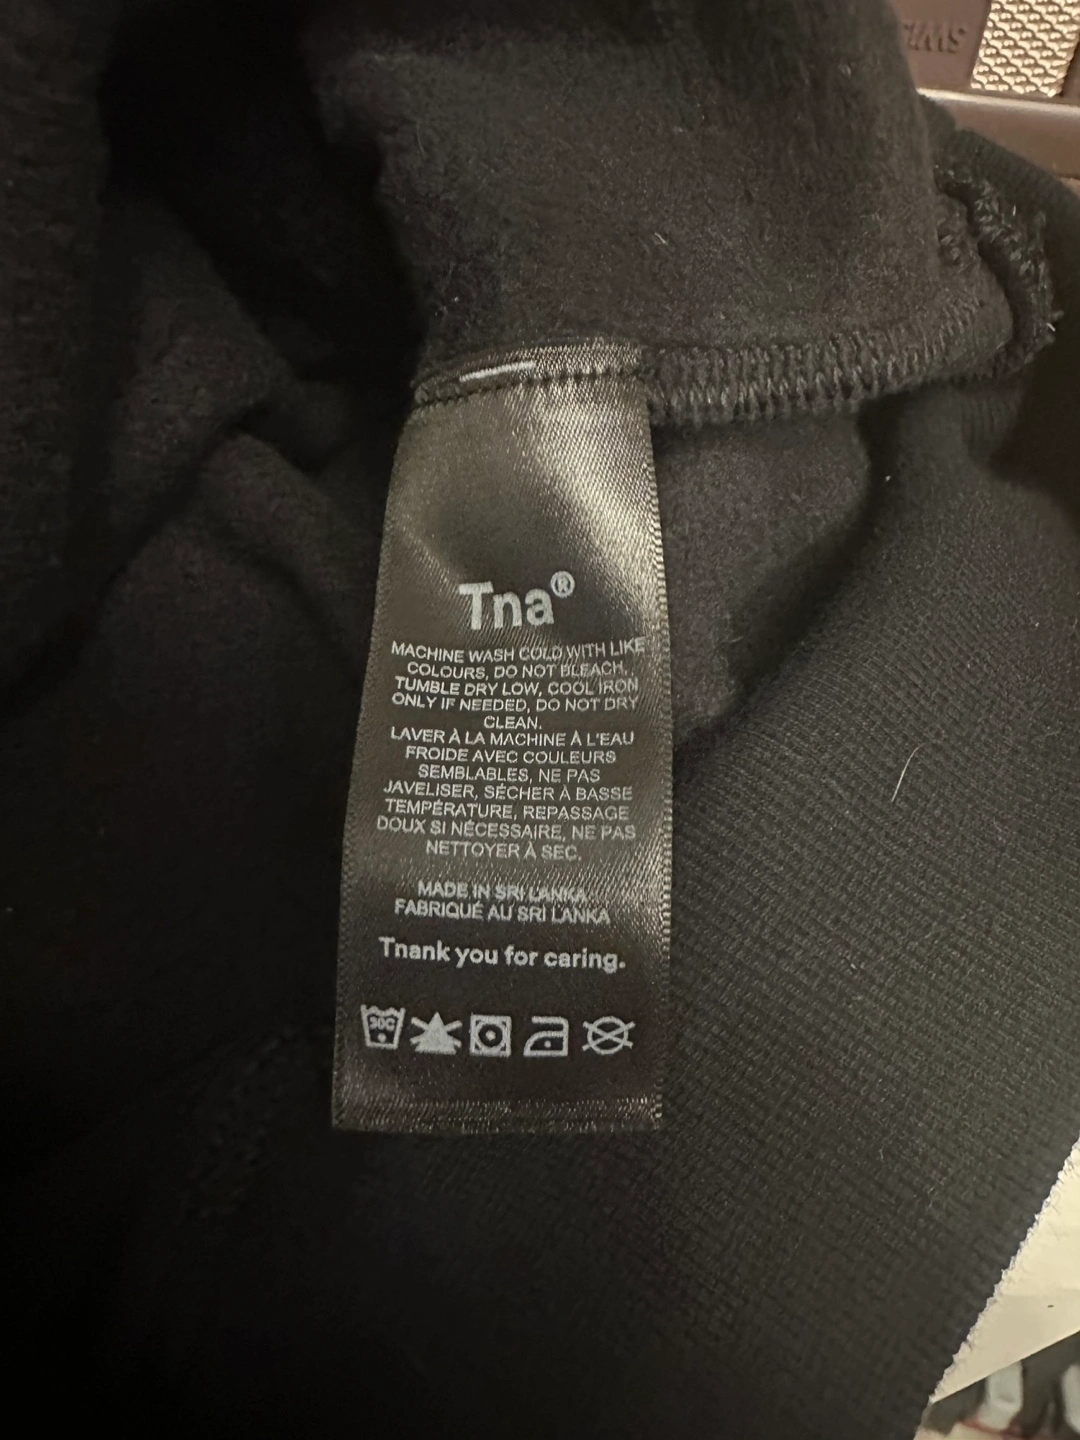 Tna®
MACHINE WASH COLD WITH LIKE
COLOURS, DO NOT BLEACH,
TUMBLE DRY LOW, COOL IRON
ONLY IF NEEDED, DO NOT DRY
CLEAN.
LAVER À LA MACHINE À L'EAU
FROIDE AVEC COULEURS
SEMBLABLES, NE PAS
JAVELISER, SÉCHER À BASSE
TEMPÉRATURE, REPASSAGE
DOUX SI NÉCESSAIRE, NE PAS
NETTOYER À SEC.
MADE IN SRI LANKA
FABRIQUÉ AU SRI LANKA
Tnank you for caring.
30C